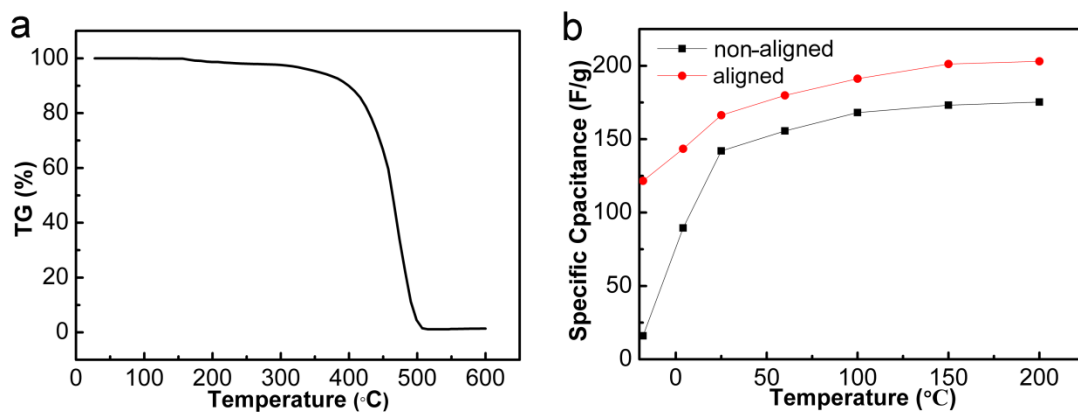 a
100
80
60
40
20
0
TG (%)
0 100 200 300 400 500 600
Temperature (◦C)
b
non-aligned
aligned
200
150
100
50
0
Specific Cpacitance (F/g)
0 50 100 150 200
Temperature (°C)